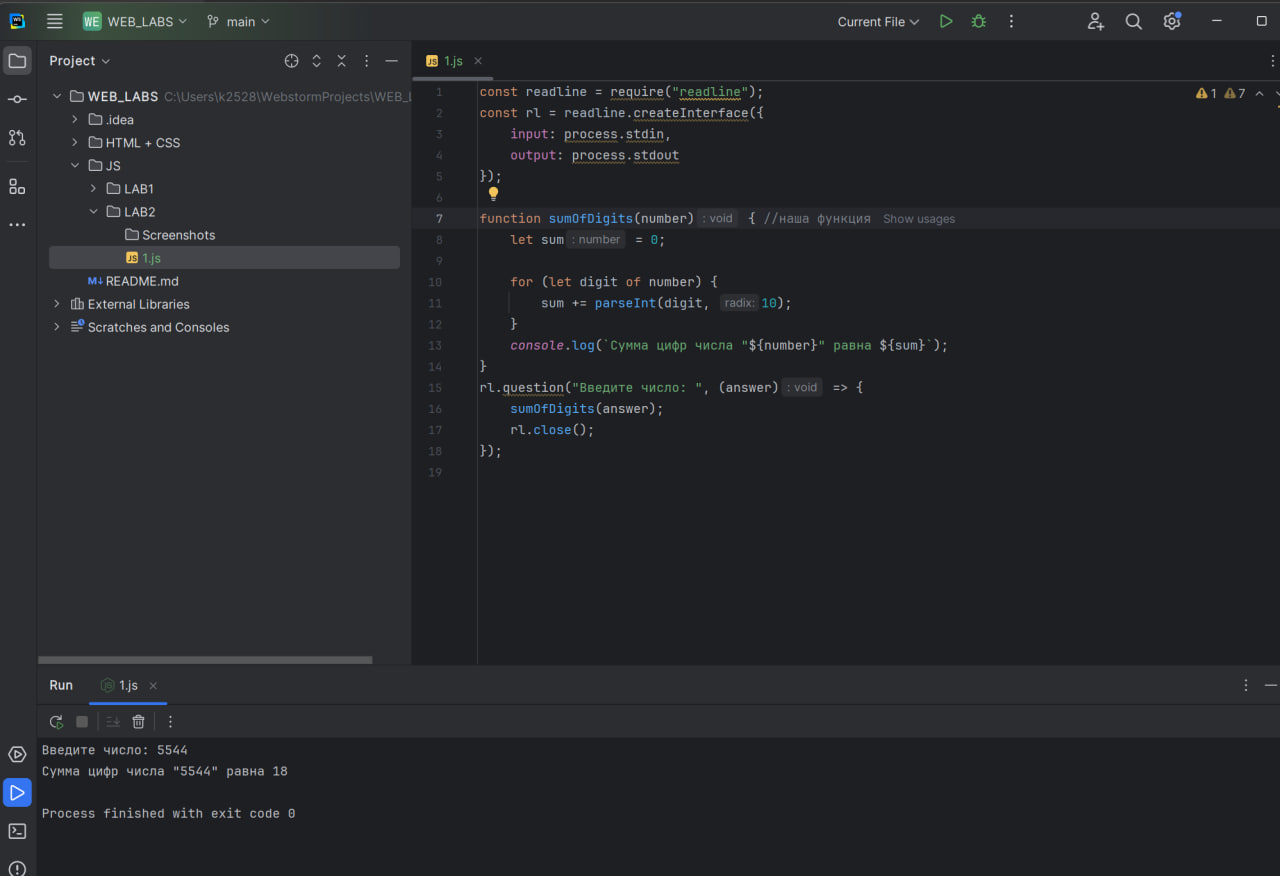 WS
WE WEB_LABS main Current File
Project
JS 1.js
WEB_LABS C:\Users\k2528\WebstormProjects\WEB_L
.idea
HTML + CSS
JS
LAB1
LAB2
Screenshots
JS 1.js
M↓ README.md
External Libraries
Scratches and Consoles
1 7
1 const readline = require("readline");
2 const rl = readline.createInterface({
3 input: process.stdin,
4 output: process.stdout
5 });
6
7 function sumOfDigits(number) : void { //наша функция Show usages
8 let sum : number = 0;
9
10 for (let digit of number) {
11 sum += parseInt(digit, radix: 10);
12 }
13 console.log(`Сумма цифр числа "${number}" равна ${sum}`);
14 }
15 rl.question("Введите число: ", (answer) : void => {
16 sumOfDigits(answer);
17 rl.close();
18 });
19
Run JS 1.js
Введите число: 5544
Сумма цифр числа "5544" равна 18
Process finished with exit code 0